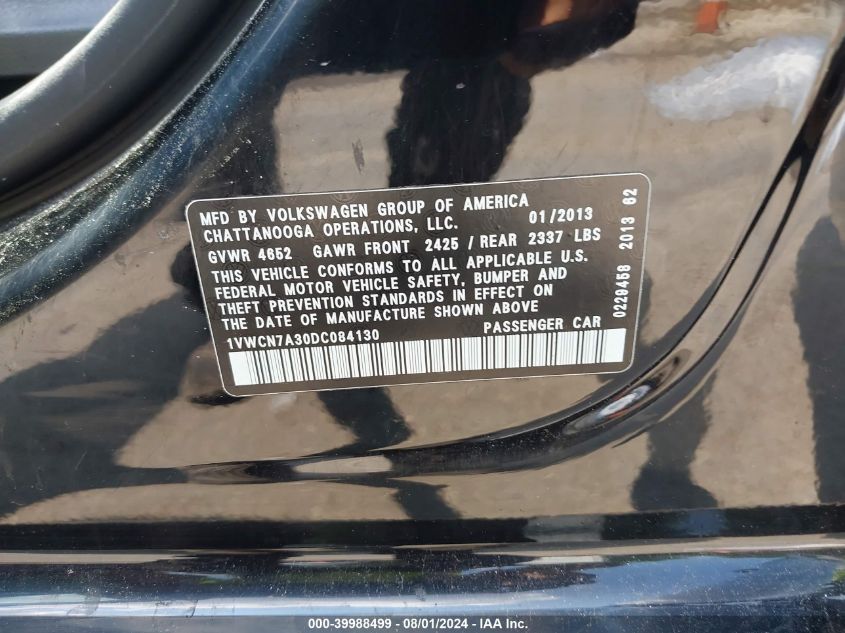 MFD BY VOLKSWAGEN GROUP OF AMERICA
CHATTANOOGA OPERATIONS, LLC. 01/2013
GVWR 4652 GAWR FRONT 2425 / REAR 2337 LBS
THIS VEHICLE CONFORMS TO ALL APPLICABLE U.S.
FEDERAL MOTOR VEHICLE SAFETY, BUMPER AND
THEFT PREVENTION STANDARDS IN EFFECT ON
THE DATE OF MANUFACTURE SHOWN ABOVE
1VWCN7A30DC084130 PASSENGER CAR
0229458 2013 62
000-39988499 - 08/01/2024 - IAAI.com